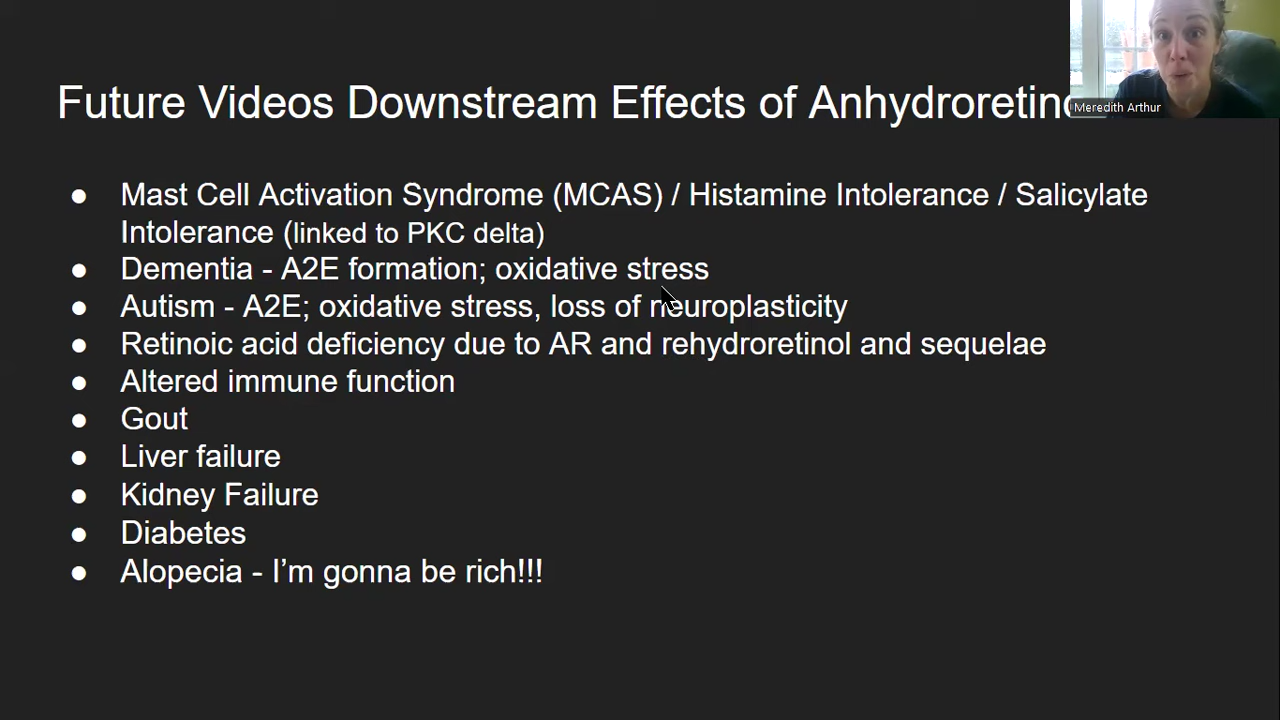 Future Videos Downstream Effects of Anhydroretino
Meredith Arthur
● Mast Cell Activation Syndrome (MCAS) / Histamine Intolerance / Salicylate
Intolerance (linked to PKC delta)
● Dementia - A2E formation; oxidative stress
● Autism - A2E; oxidative stress, loss of neuroplasticity
● Retinoic acid deficiency due to AR and rehydroretinol and sequelae
● Altered immune function
● Gout
● Liver failure
● Kidney Failure
● Diabetes
● Alopecia - I’m gonna be rich!!!